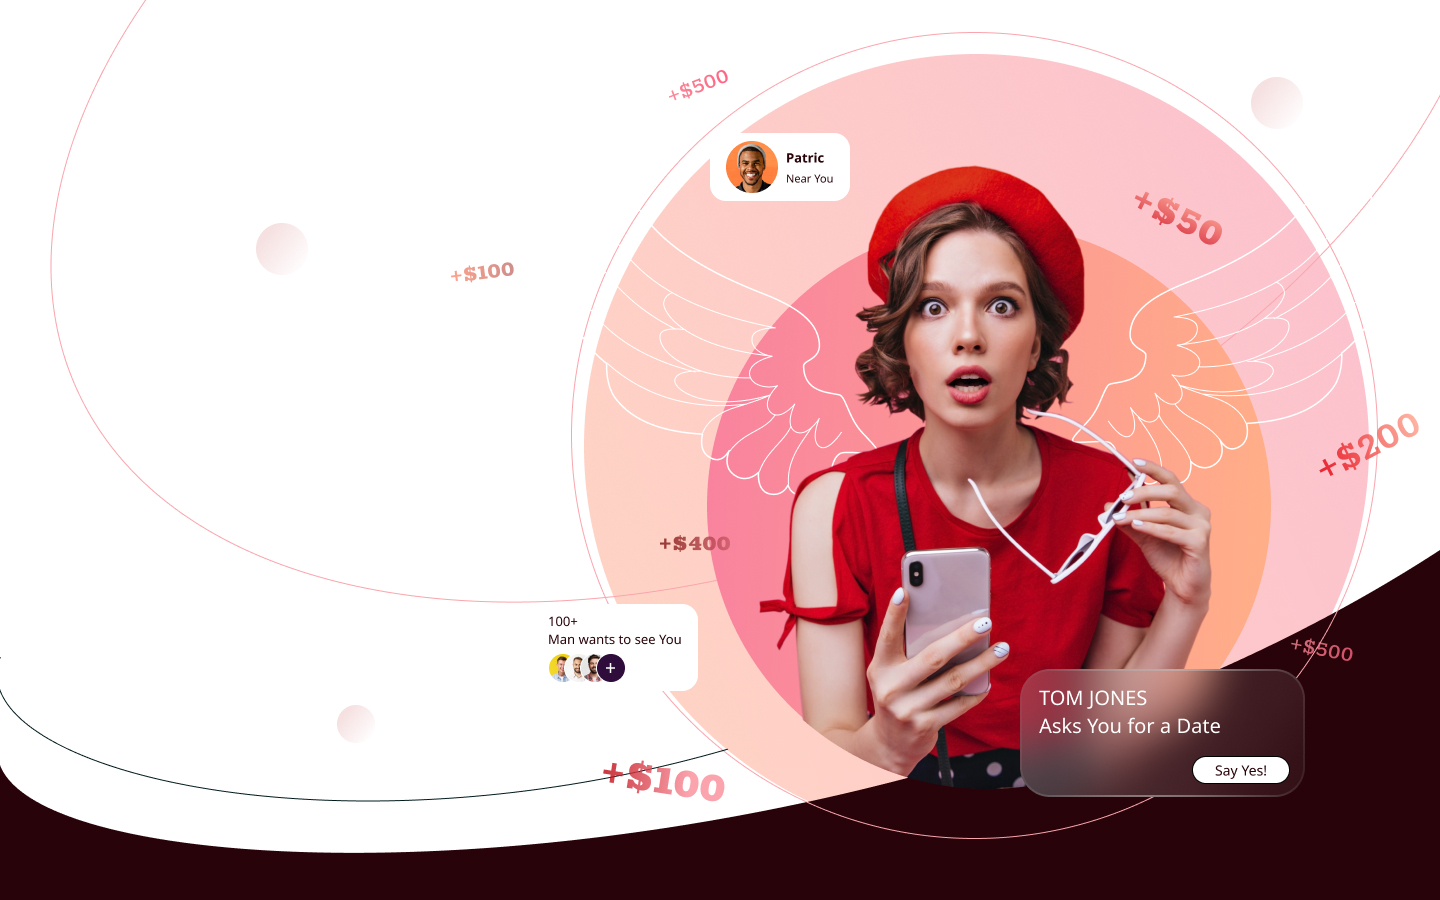 +$500
Patric
Near You
+$50
+$100
+$200
+$400
100+
Man wants to see You
+
+$500
TOM JONES
Asks You for a Date
Say Yes!
+$100